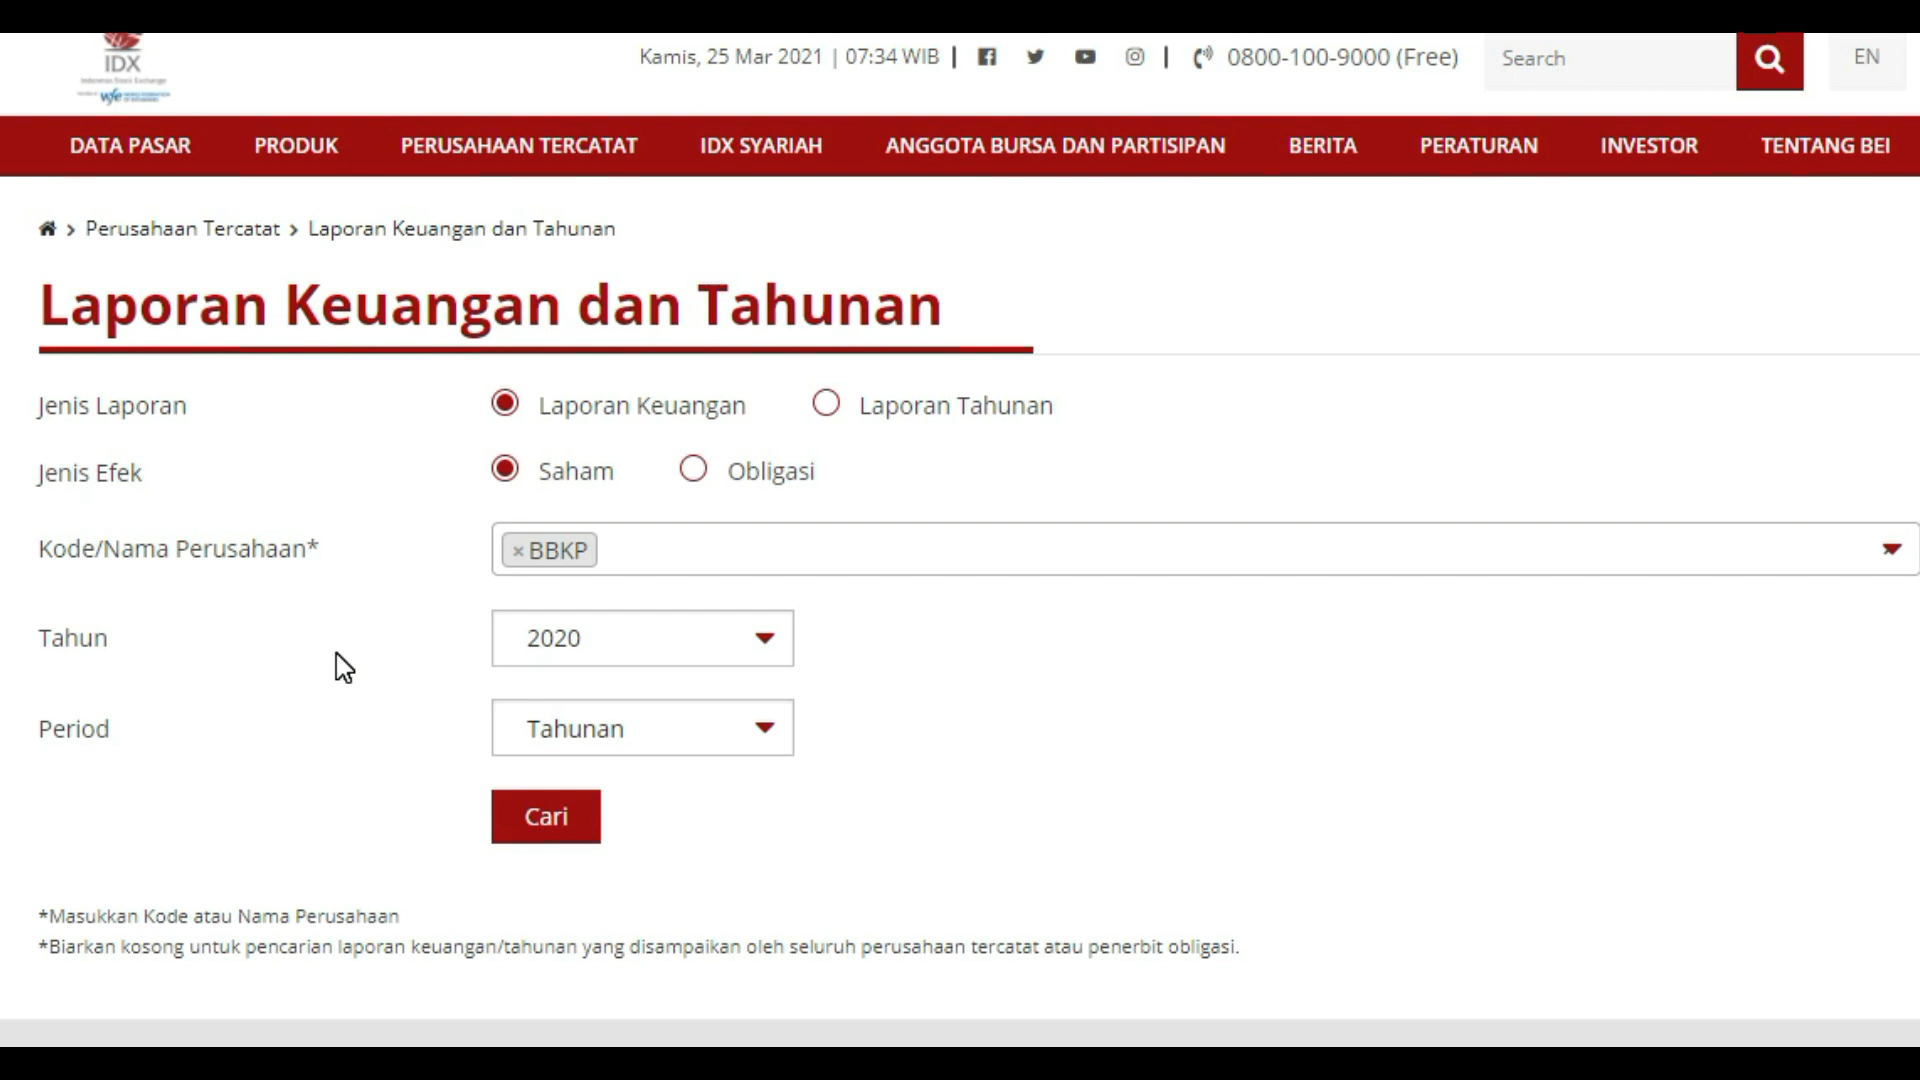 IDX
Indonesia Stock Exchange
wfe
Kamis, 25 Mar 2021 | 07:34 WIB | | 0800-100-9000 (Free) Search EN
DATA PASAR PRODUK PERUSAHAAN TERCATAT IDX SYARIAH ANGGOTA BURSA DAN PARTISIPAN BERITA PERATURAN INVESTOR TENTANG BEI
> Perusahaan Tercatat > Laporan Keuangan dan Tahunan
Laporan Keuangan dan Tahunan
Jenis Laporan Laporan Keuangan Laporan Tahunan
Jenis Efek Saham Obligasi
Kode/Nama Perusahaan* ×BBKP
Tahun 2020
Period Tahunan
Cari
*Masukkan Kode atau Nama Perusahaan
*Biarkan kosong untuk pencarian laporan keuangan/tahunan yang disampaikan oleh seluruh perusahaan tercatat atau penerbit obligasi.